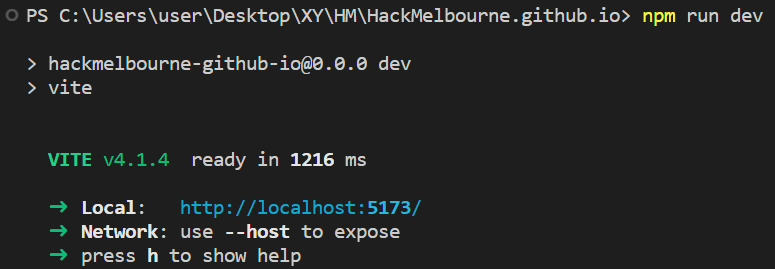 PS C:\Users\user\Desktop\XY\HM\HackMelbourne.github.io> npm run dev
> hackmelbourne-github-io@0.0.0 dev
> vite
VITE v4.1.4 ready in 1216 ms
➜ Local: http://localhost:5173/
➜ Network: use --host to expose
➜ press h to show help